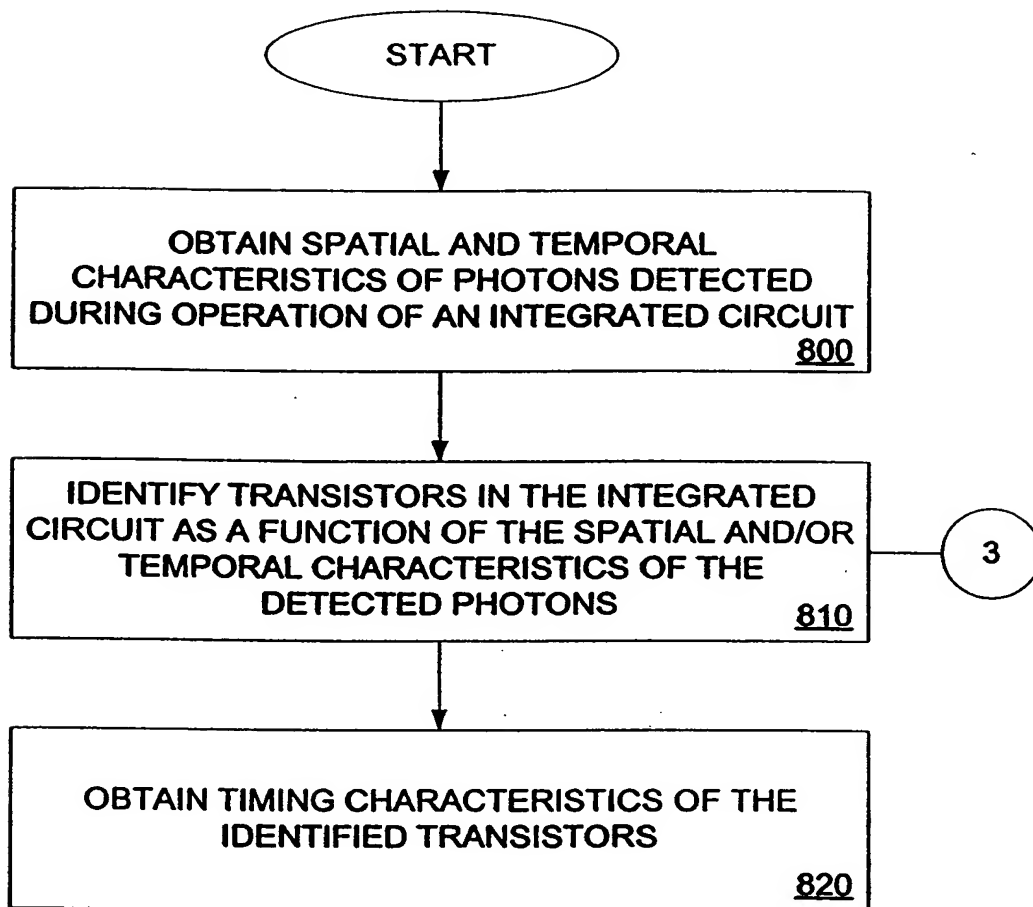 START
OBTAIN SPATIAL AND TEMPORAL
CHARACTERISTICS OF PHOTONS DETECTED
DURING OPERATION OF AN INTEGRATED CIRCUIT
800
IDENTIFY TRANSISTORS IN THE INTEGRATED
CIRCUIT AS A FUNCTION OF THE SPATIAL AND/OR
TEMPORAL CHARACTERISTICS OF THE
DETECTED PHOTONS
810
3
OBTAIN TIMING CHARACTERISTICS OF THE
IDENTIFIED TRANSISTORS
820